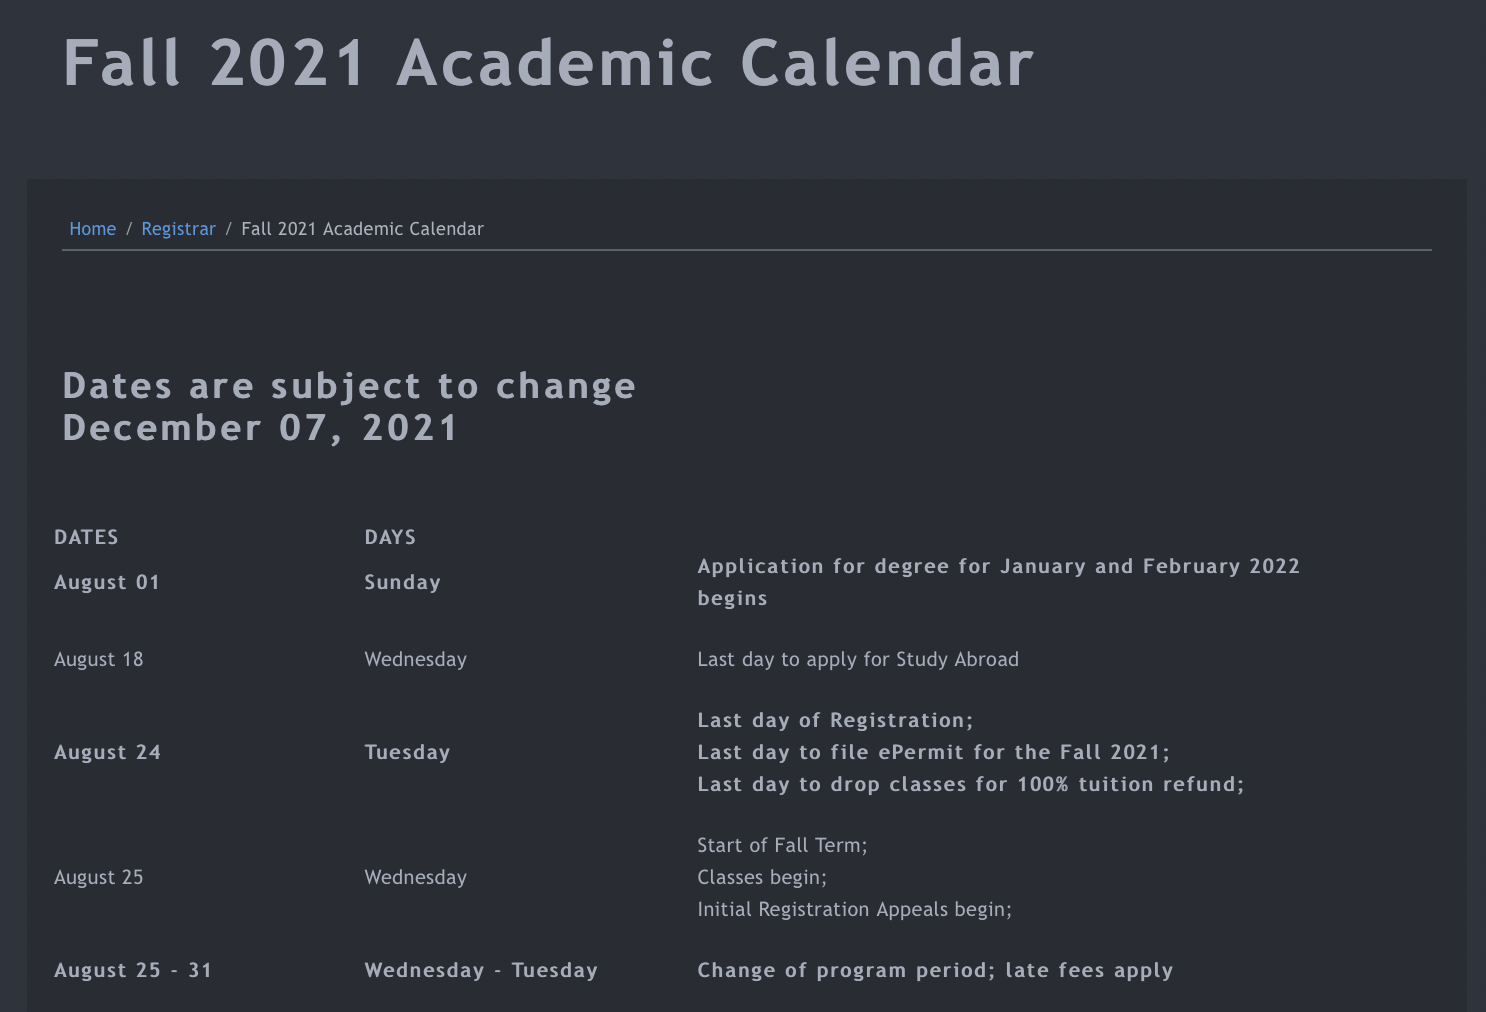 Fall 2021 Academic Calendar
Home / Registrar / Fall 2021 Academic Calendar
Dates are subject to change
December 07, 2021
DATES DAYS
August 01 Sunday Application for degree for January and February 2022
begins
August 18 Wednesday Last day to apply for Study Abroad
August 24 Tuesday Last day of Registration;
Last day to file ePermit for the Fall 2021;
Last day to drop classes for 100% tuition refund;
August 25 Wednesday Start of Fall Term;
Classes begin;
Initial Registration Appeals begin;
August 25 - 31 Wednesday - Tuesday Change of program period; late fees apply